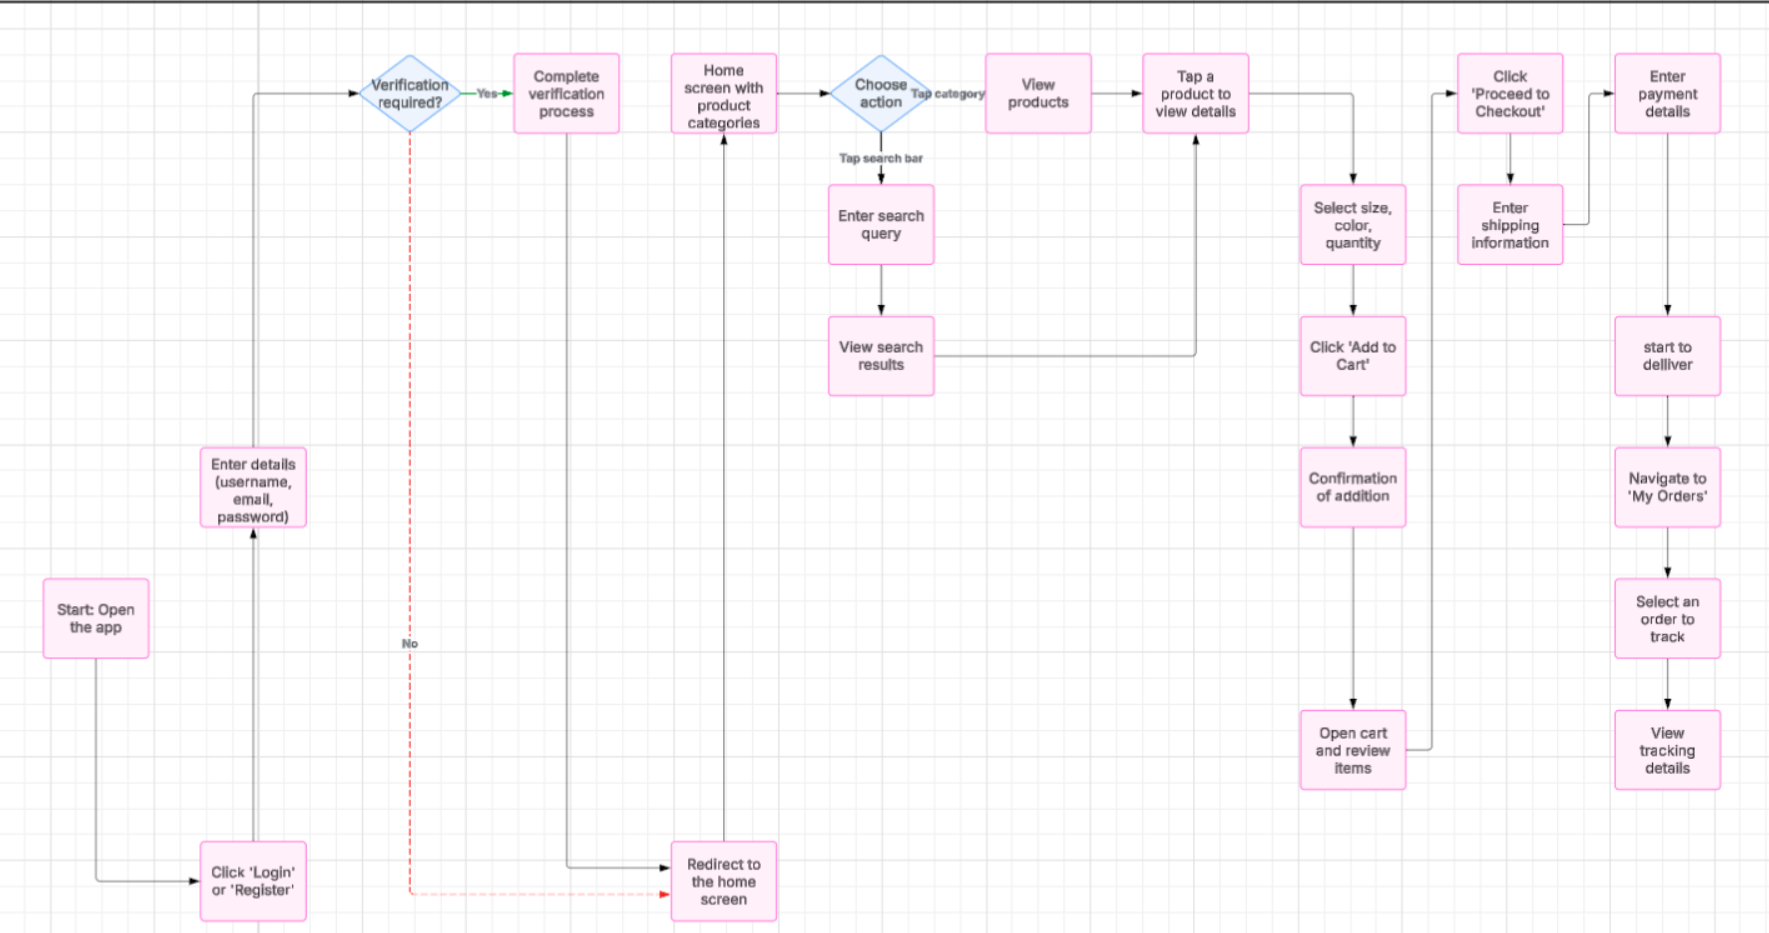 Verification
required?
Yes
Complete
verification
process
Home
screen with
product
categories
Choose
action
Tap category
View
products
Tap a
product to
view details
Click
'Proceed to
Checkout'
Enter
payment
details
Tap search bar
Enter search
query
Select size,
color,
quantity
Enter
shipping
information
View search
results
Click 'Add to
Cart'
start to
delliver
Enter details
(username,
email,
password)
Confirmation
of addition
Navigate to
'My Orders'
Start: Open
the app
No
Select an
order to
track
Open cart
and review
items
View
tracking
details
Click 'Login'
or 'Register'
Redirect to
the home
screen